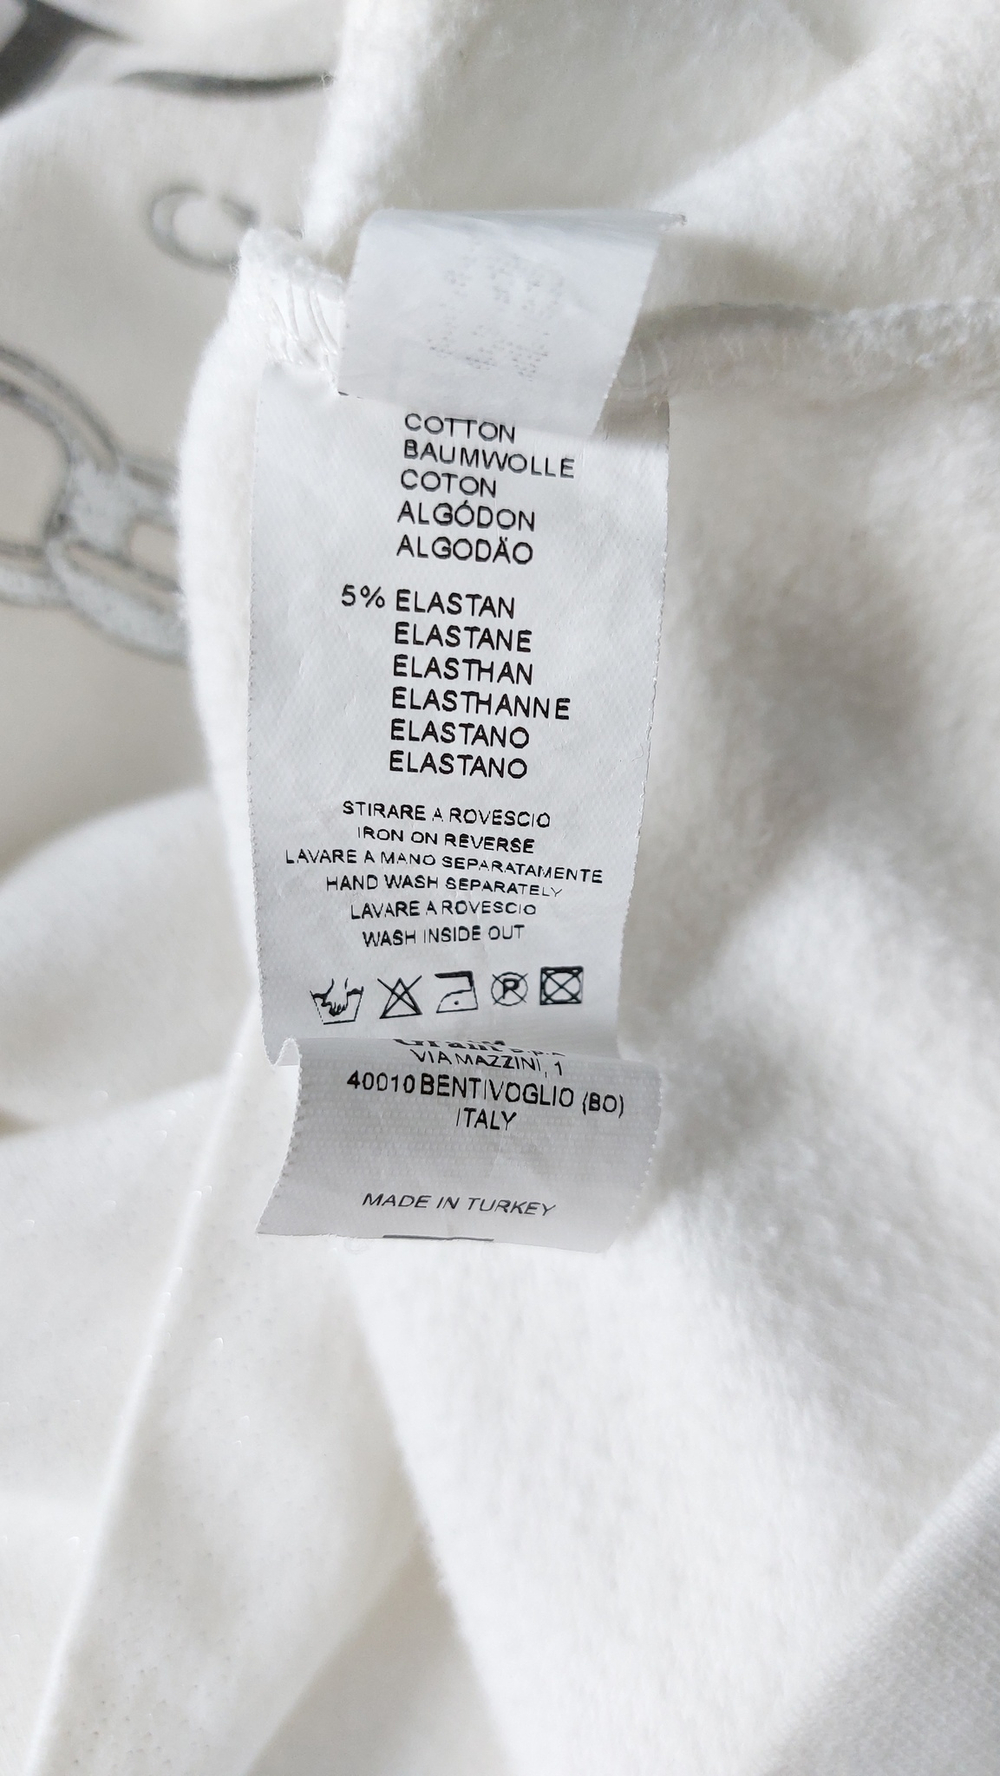 COTTON
BAUMWOLLE
COTON
ALGÓDON
ALGODÄO
5% ELASTAN
ELASTANE
ELASTHAN
ELASTHANNE
ELASTANO
ELASTANO
STIRARE A ROVESCIO
IRON ON REVERSE
LAVARE A MANO SEPARATAMENTE
HAND WASH SEPARATELY
LAVARE A ROVESCIO
WASH INSIDE OUT
P
VIA MAZZINI, 1
40010 BENTIVOGLIO (BO)
ITALY
MADE IN TURKEY